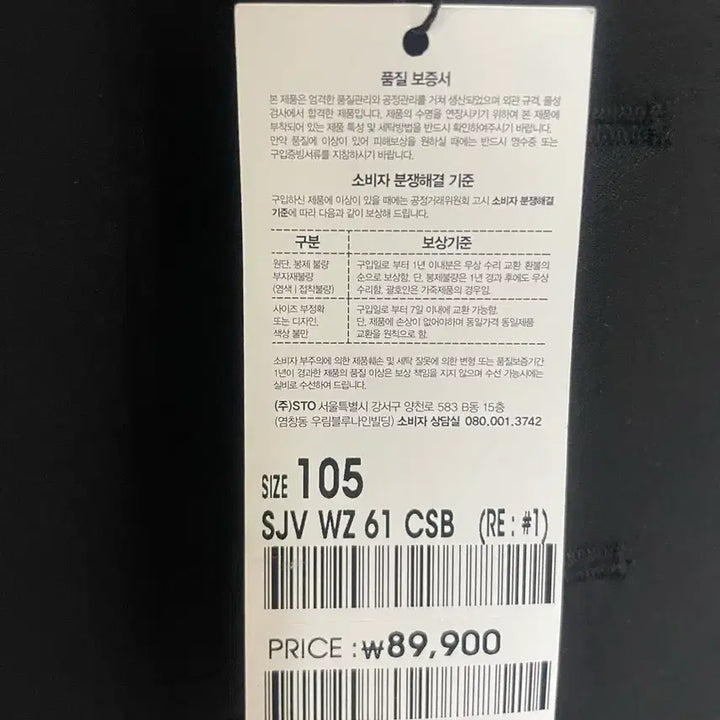 품질 보증서
본 제품은 엄격한 품질관리와 공정관리를 거쳐 생산되었으며 외관 규격, 물성
검사에서 합격한 제품입니다. 제품의 수명을 연장시키기 위하여 본 제품에
부착되어 있는 제품 특성 및 세탁방법을 반드시 확인하여주시기 바랍니다.
만약 품질에 이상이 있어 피해보상을 원하실 때에는 반드시 영수증 또는
구입증빙서류를 지참하시기 바랍니다.
소비자 분쟁해결 기준
구입하신 제품에 이상이 있을 때에는 공정거래위원회 고시 소비자 분쟁해결
기준에 따라 다음과 같이 보상해 드립니다.
구분 보상기준
원단, 봉제 불량 구입일로 부터 1년 이내분은 무상 수리 교환 환불의
부자재불량 순으로 보상함. 단, 봉제불량은 1년 경과 후에도 무상
(염색 | 접착불량) 수리함. 괄호안은 가죽제품의 경우임.
사이즈 부정확 구입일로 부터 7일 이내에 교환 가능함.
또는 디자인, 단, 제품에 손상이 없어야하며 동일가격 동일제품
색상 불만 교환을 원칙으로 함.
소비자 부주의에 의한 제품훼손 및 세탁 잘못에 의한 변형 또는 품질보증기간
1년이 경과한 제품의 품질 이상은 보상 책임을 지지 않으며 수선 가능시에는
실비로 수선하여 드립니다.
(주)STO 서울특별시 강서구 양천로 583 B동 15층
(염창동 우림블루나인빌딩) 소비자 상담실 080.001.3742
SIZE 105
SJV WZ 61 CSB (RE : #1)
PRICE : ₩89,900